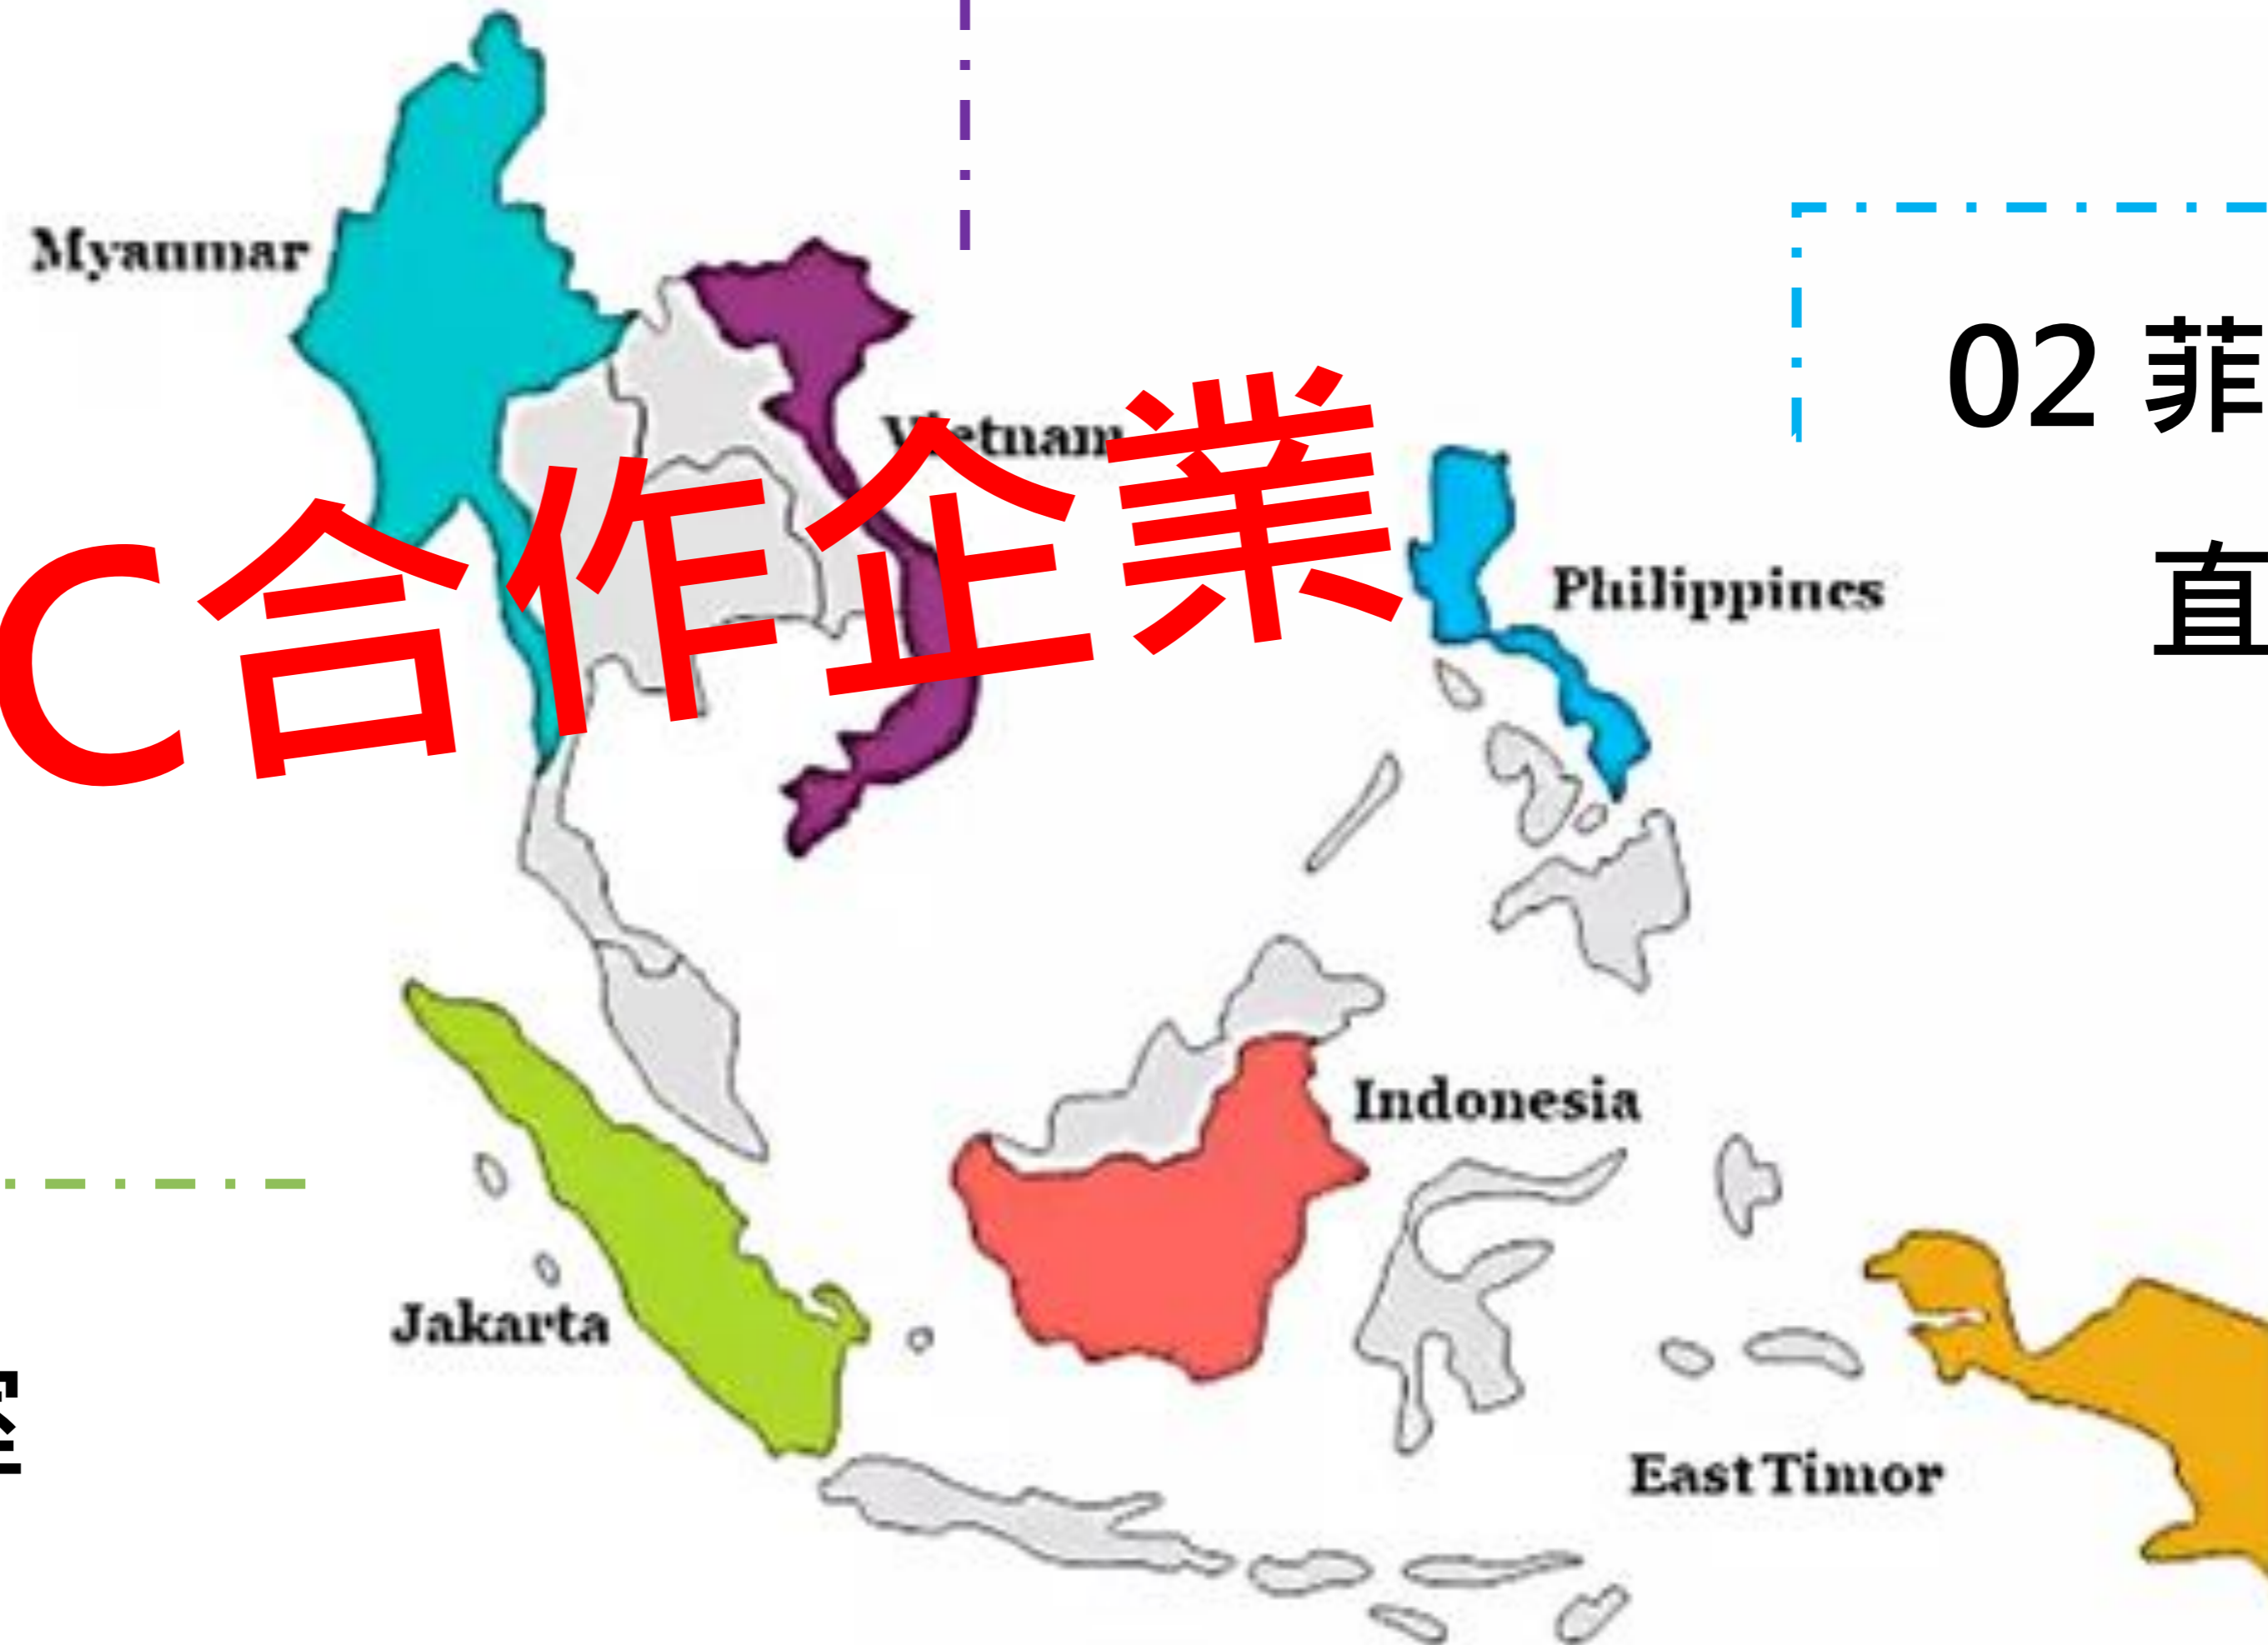 Myanmar
Vietnam
C合作企業
02 菲
直
Philippines
Indonesia
Jakarta
East Timor